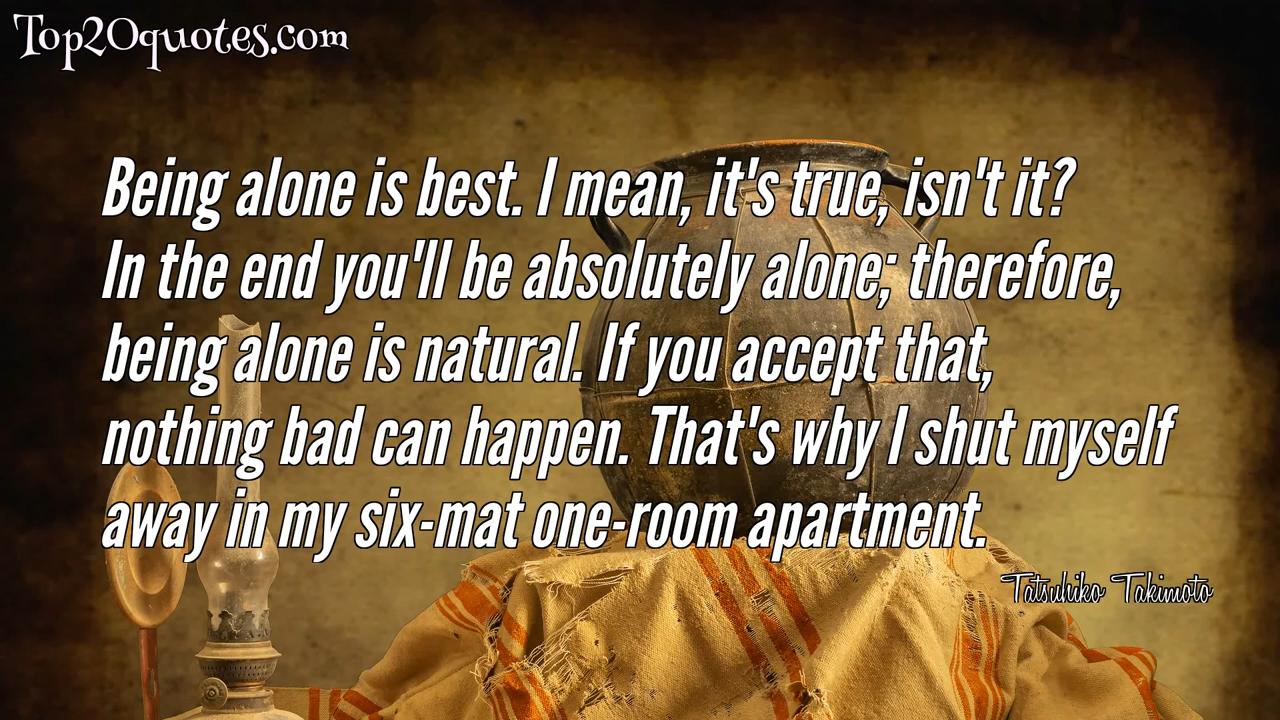 Top20quotes.com
Being alone is best. I mean, it's true, isn't it?
In the end you'll be absolutely alone; therefore,
being alone is natural. If you accept that,
nothing bad can happen. That's why I shut myself
away in my six-mat one-room apartment.
Tatsuhiko Takimoto